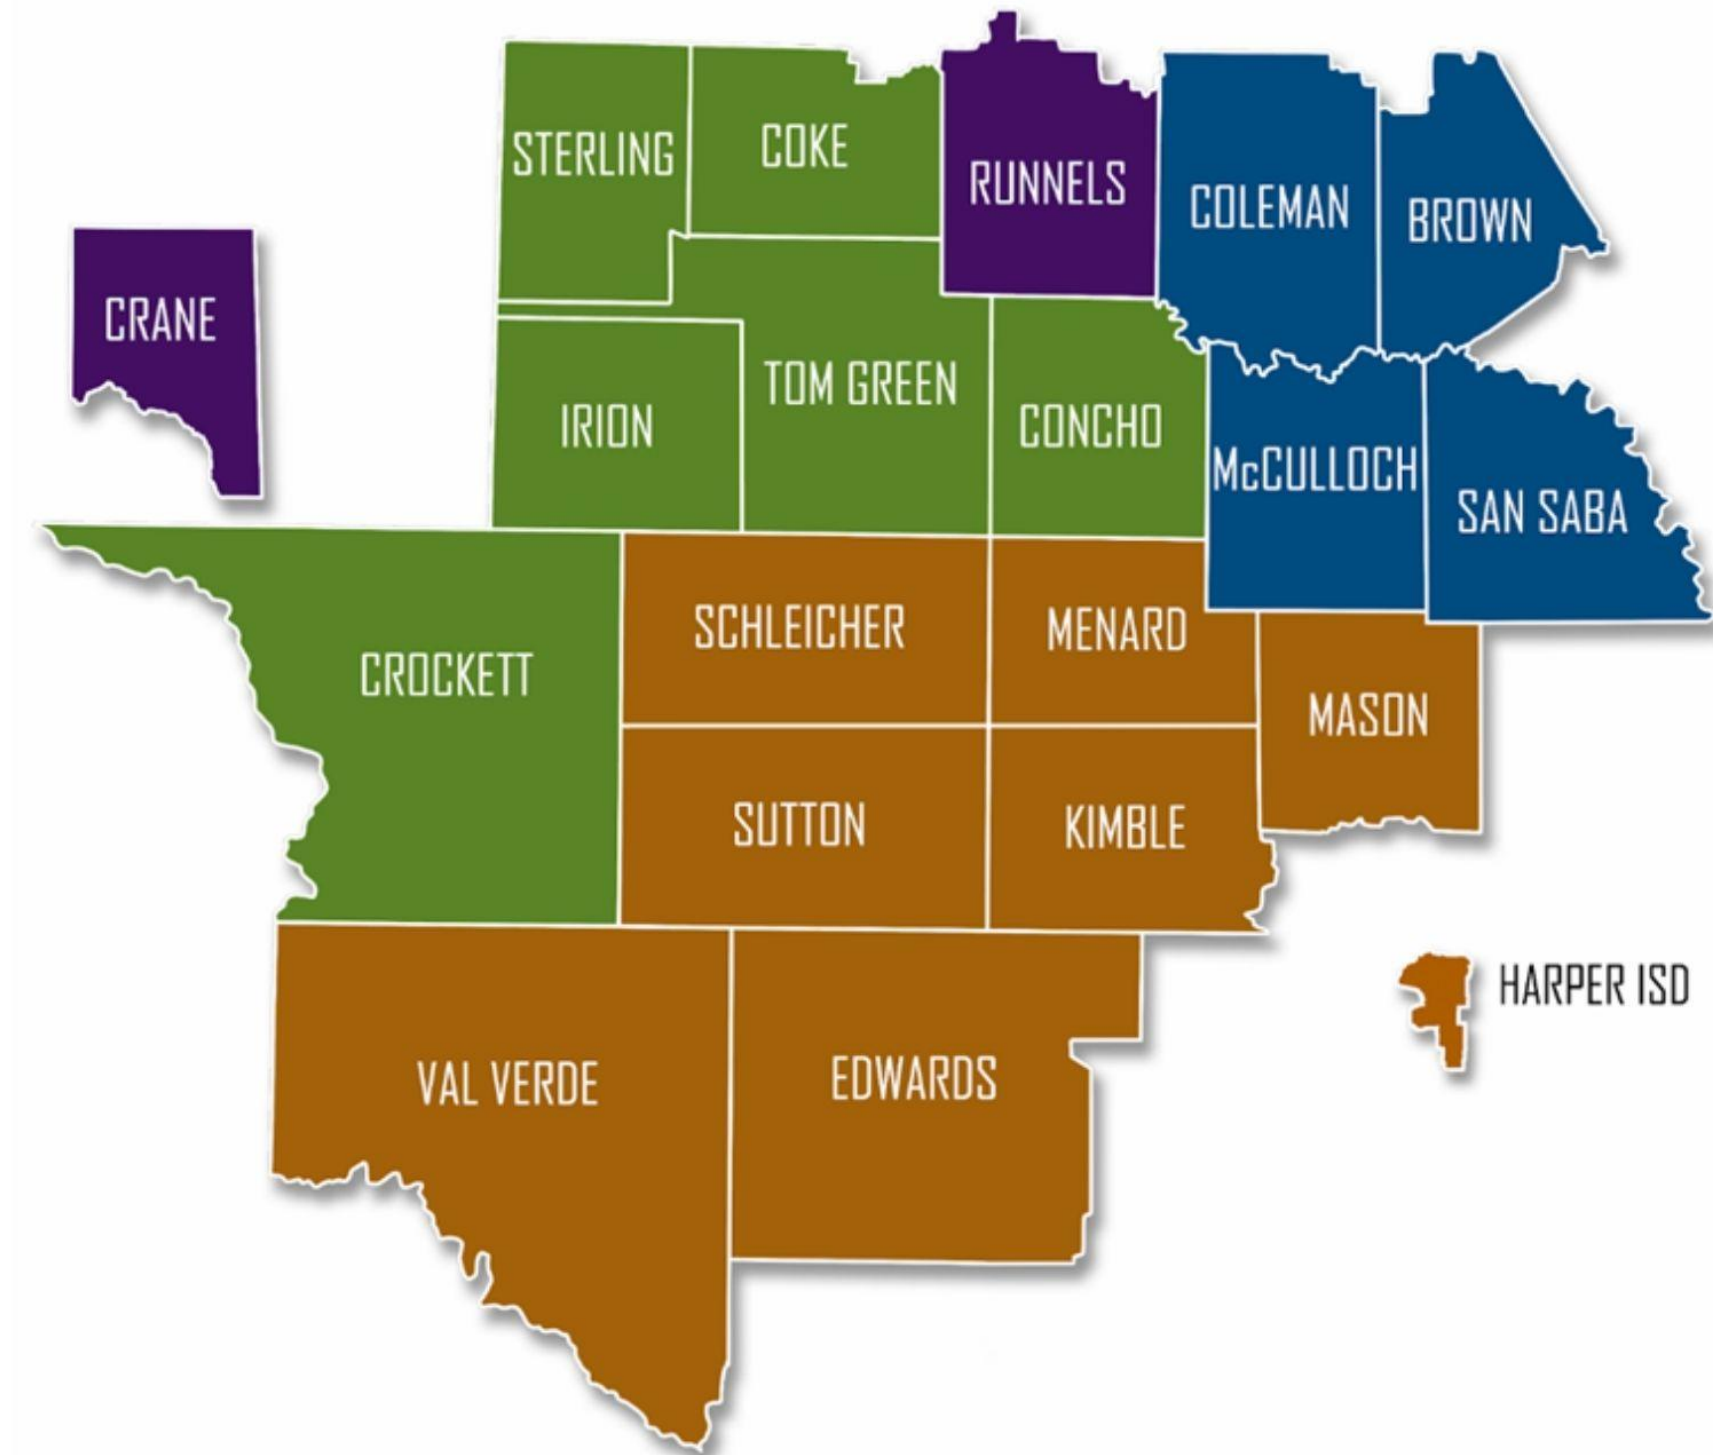 STERLING
COKE
RUNNELS
COLEMAN
BROWN
CRANE
IRION
TOM GREEN
CONCHO
McCULLOCH
SAN SABA
CROCKETT
SCHLEICHER
MENARD
MASON
SUTTON
KIMBLE
HARPER ISD
VAL VERDE
EDWARDS